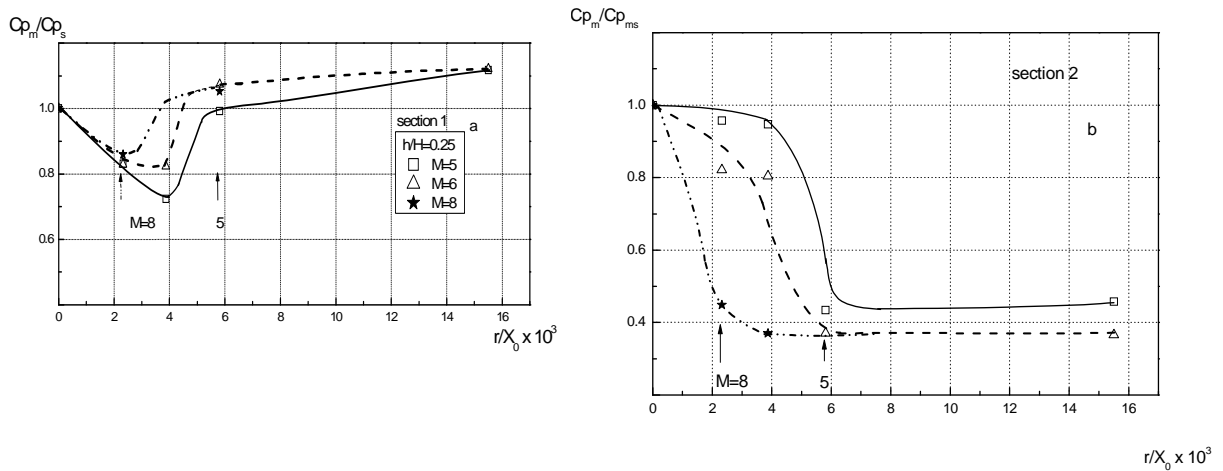 Cp_m/Cp_s
1.0
0.8
0.6
section 1
a
h/H=0.25
M=5
M=6
M=8
M=8
5
0 2 4 6 8 10 12 14 16
r/X_0 x 10^3
Cp_m/Cp_ms
section 2
b
1.0
0.8
0.6
0.4
0.2
M=8
5
0 2 4 6 8 10 12 14 16
r/X_0 x 10^3